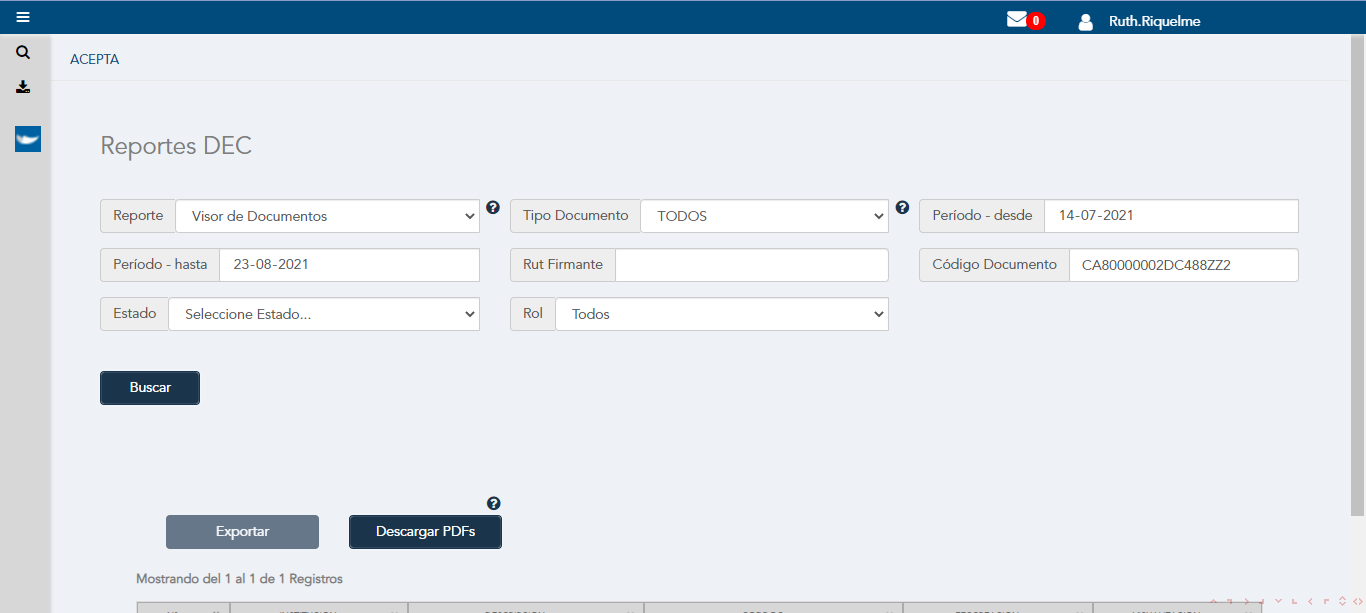 0 Ruth.Riquelme
ACEPTA
Reportes DEC
Reporte Visor de Documentos Tipo Documento TODOS Período - desde 14-07-2021
Período - hasta 23-08-2021 Rut Firmante Código Documento CA80000002DC488ZZ2
Estado Seleccione Estado... Rol Todos
Buscar
Exportar Descargar PDFs
Mostrando del 1 al 1 de 1 Registros